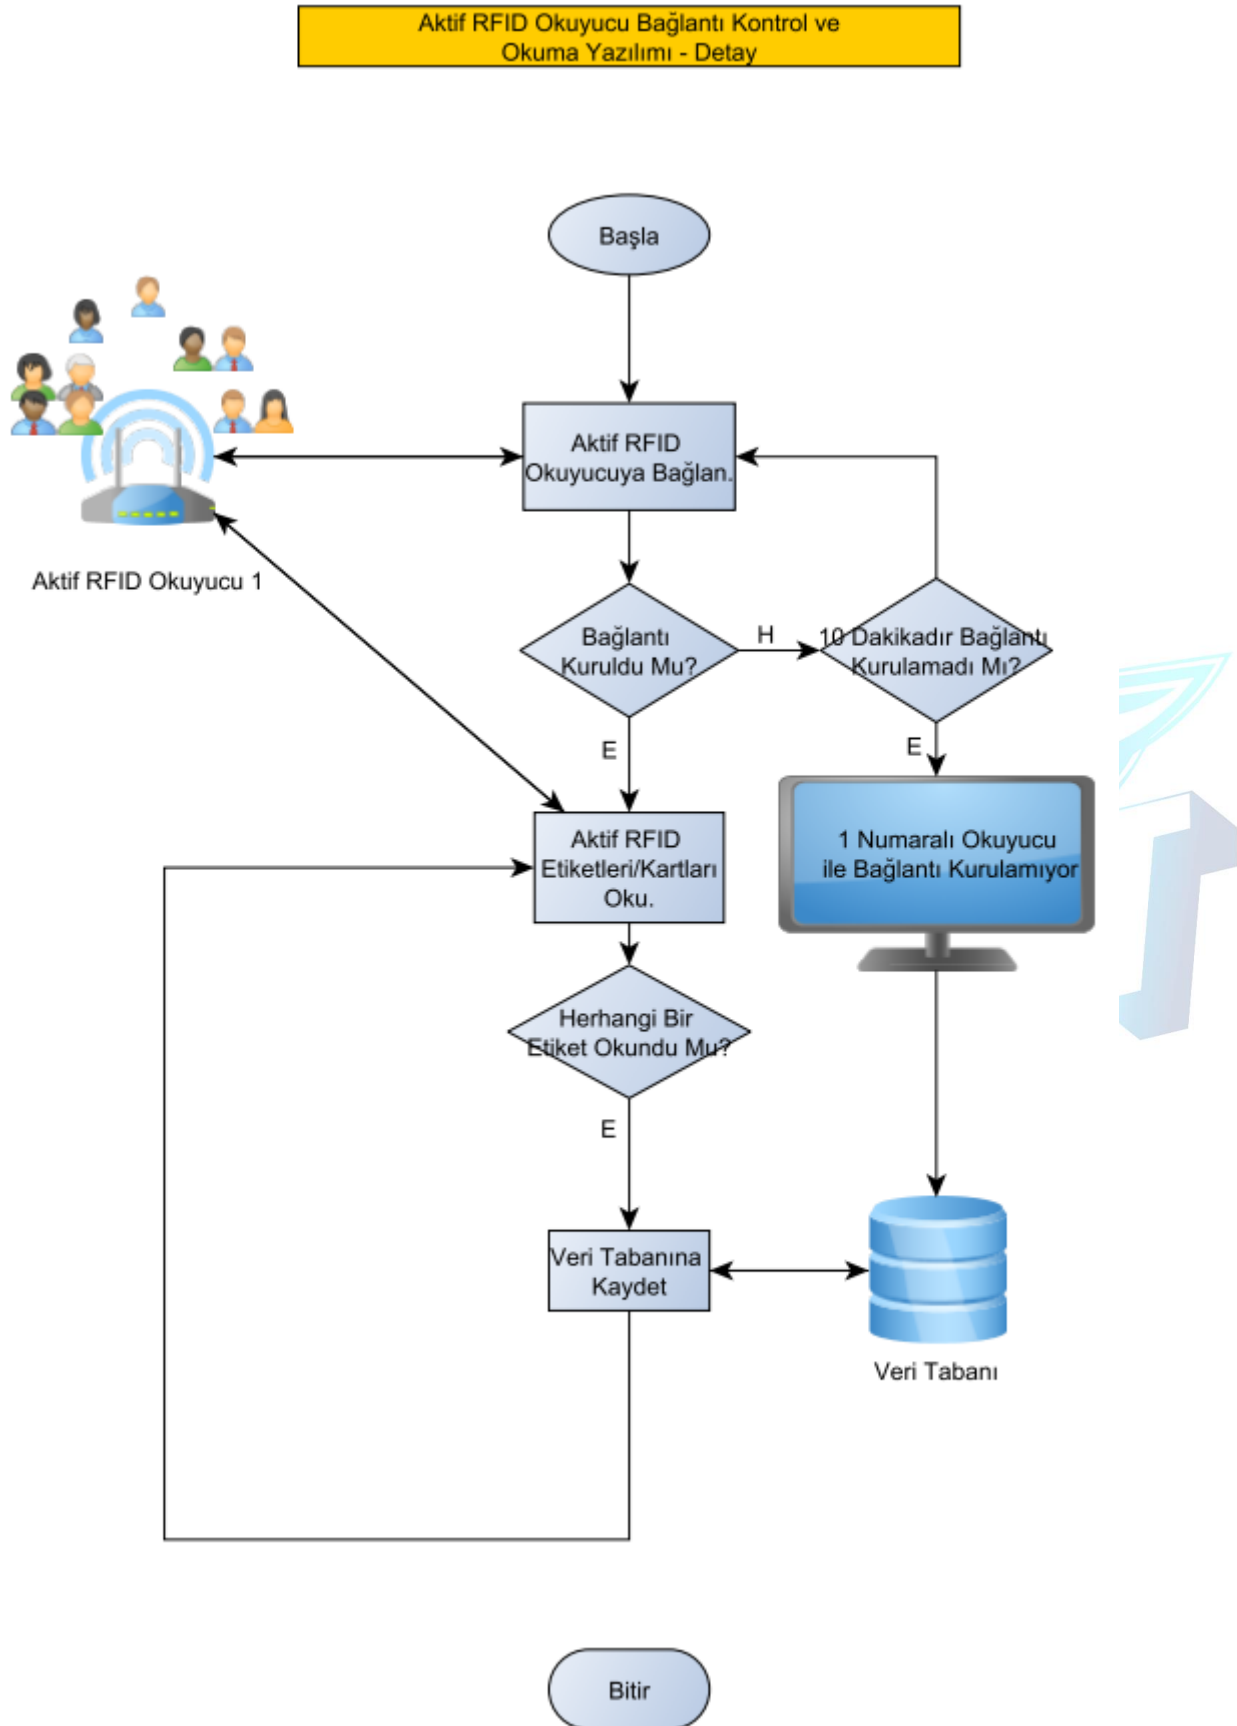 Aktif RFID Okuyucu Bağlantı Kontrol ve
Okuma Yazılımı - Detay
Başla
Aktif RFID
Okuyucuya Bağlan.
Aktif RFID Okuyucu 1
Bağlantı
Kuruldu Mu?
H
10 Dakikadır Bağlantı
Kurulamadı Mı?
E
E
Aktif RFID
Etiketleri/Kartları
Oku.
1 Numaralı Okuyucu
ile Bağlantı Kurulamıyor
Herhangi Bir
Etiket Okundu Mu?
E
Veri Tabanına
Kaydet
Veri Tabanı
Bitir